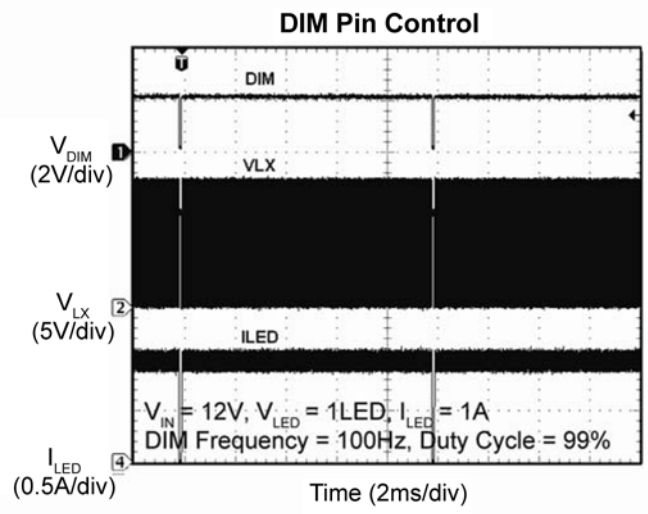 DIM Pin Control
T
DIM
V_DIM
(2V/div)
1
VLX
V_LX
(5V/div)
2
ILED
V_IN = 12V, V_LED = 1LED, I_LED = 1A
DIM Frequency = 100Hz, Duty Cycle = 99%
I_LED
(0.5A/div)
4
Time (2ms/div)